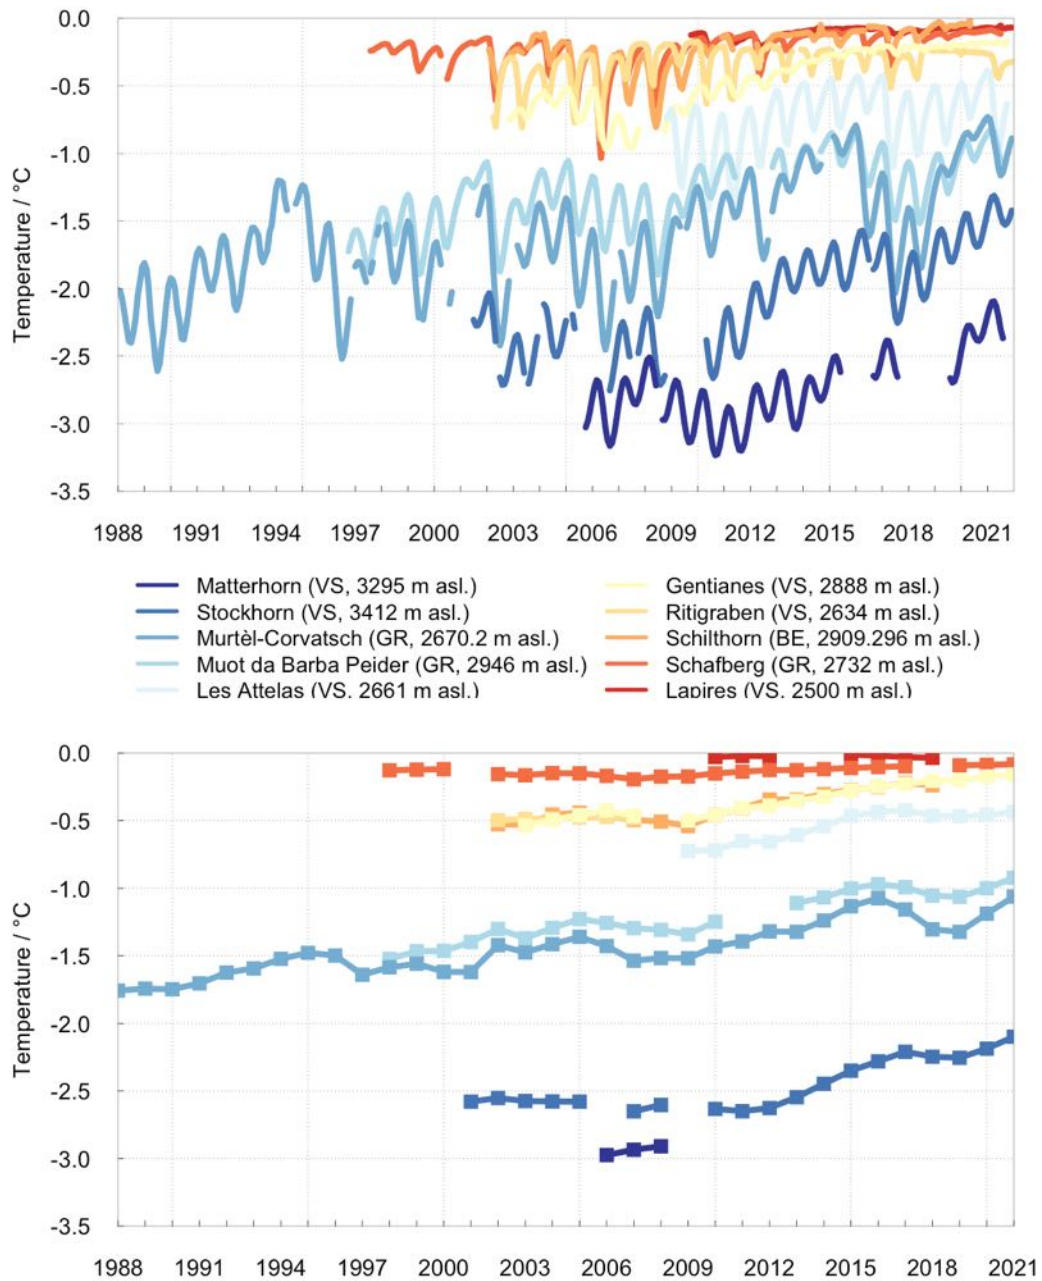 0.0
-0.5
-1.0
-1.5
-2.0
-2.5
-3.0
-3.5
Temperature / °C
1988 1991 1994 1997 2000 2003 2006 2009 2012 2015 2018 2021
Matterhorn (VS, 3295 m asl.)
Stockhorn (VS, 3412 m asl.)
Murtèl-Corvatsch (GR, 2670.2 m asl.)
Muot da Barba Peider (GR, 2946 m asl.)
Les Attelas (VS. 2661 m asl.)
Gentianes (VS, 2888 m asl.)
Ritigraben (VS, 2634 m asl.)
Schilthorn (BE, 2909.296 m asl.)
Schafberg (GR, 2732 m asl.)
Lapires (VS. 2500 m asl.)
0.0
-0.5
-1.0
-1.5
-2.0
-2.5
-3.0
-3.5
Temperature / °C
1988 1991 1994 1997 2000 2003 2006 2009 2012 2015 2018 2021